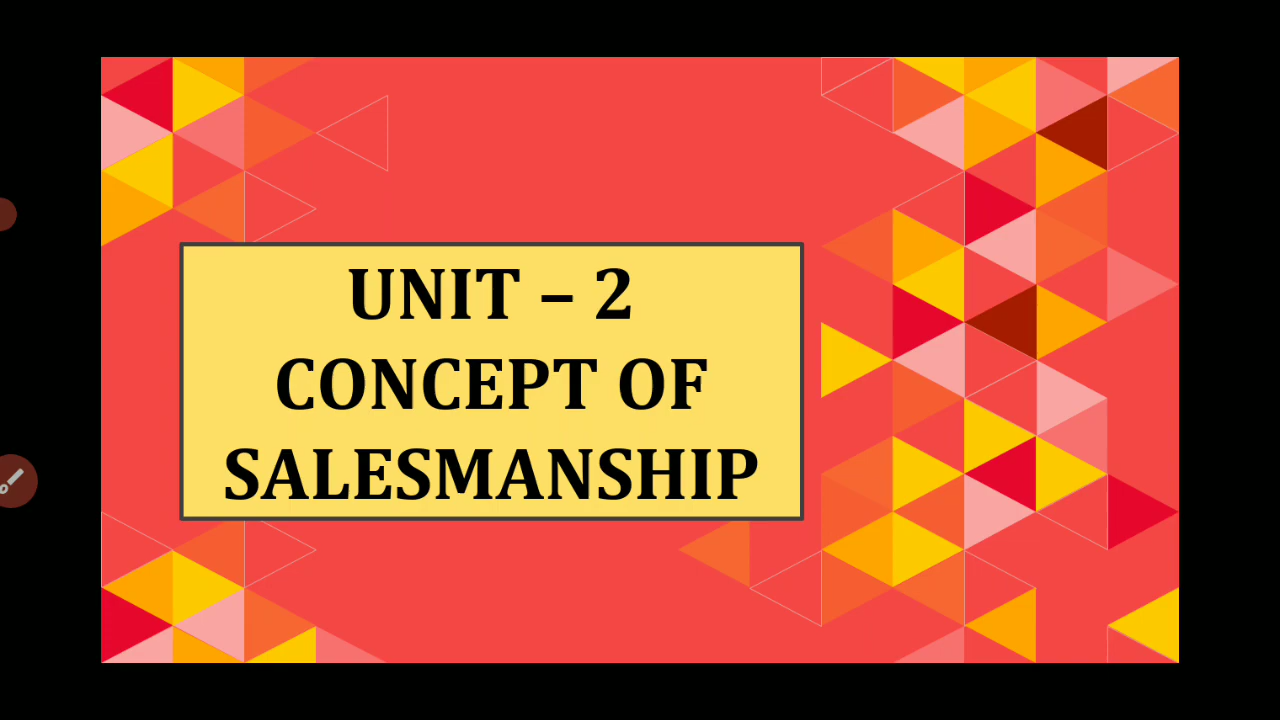 UNIT – 2
CONCEPT OF
SALESMANSHIP